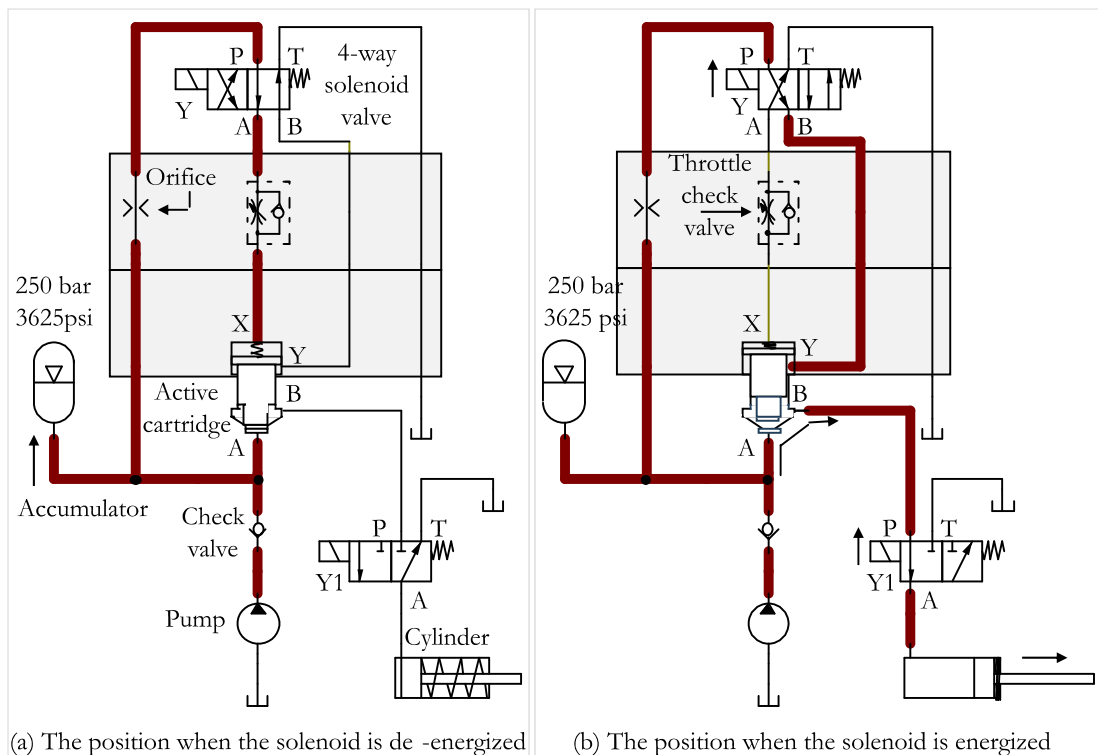 P
T
4-way
solenoid
valve
Y
A
B
Orifice
250 bar
3625psi
X
Y
Active
cartridge
B
A
Accumulator
Check
valve
P
T
Y1
A
Pump
Cylinder
(a) The position when the solenoid is de -energized
P
T
Y
A
B
Throttle
check
valve
250 bar
3625 psi
X
Y
B
A
P
T
Y1
A
(b) The position when the solenoid is energized